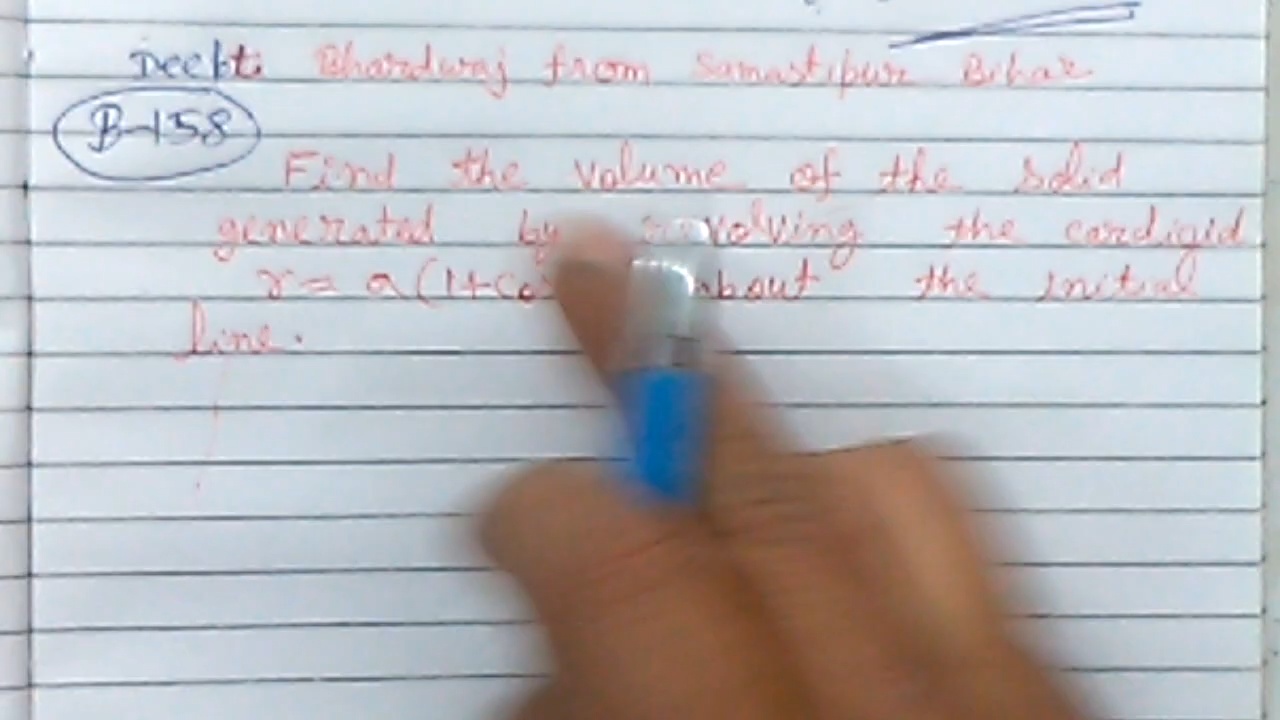 Deepti Bhardwaj from Samastipur Bihar
B-158
Find the volume of the solid
generated by revolving the cardioid
r = a(1+cos about the initial
line.